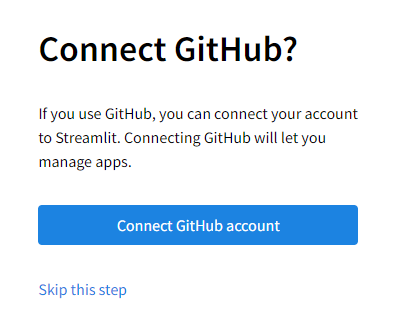 Connect GitHub?
If you use GitHub, you can connect your account
to Streamlit. Connecting GitHub will let you
manage apps.
Connect GitHub account
Skip this step